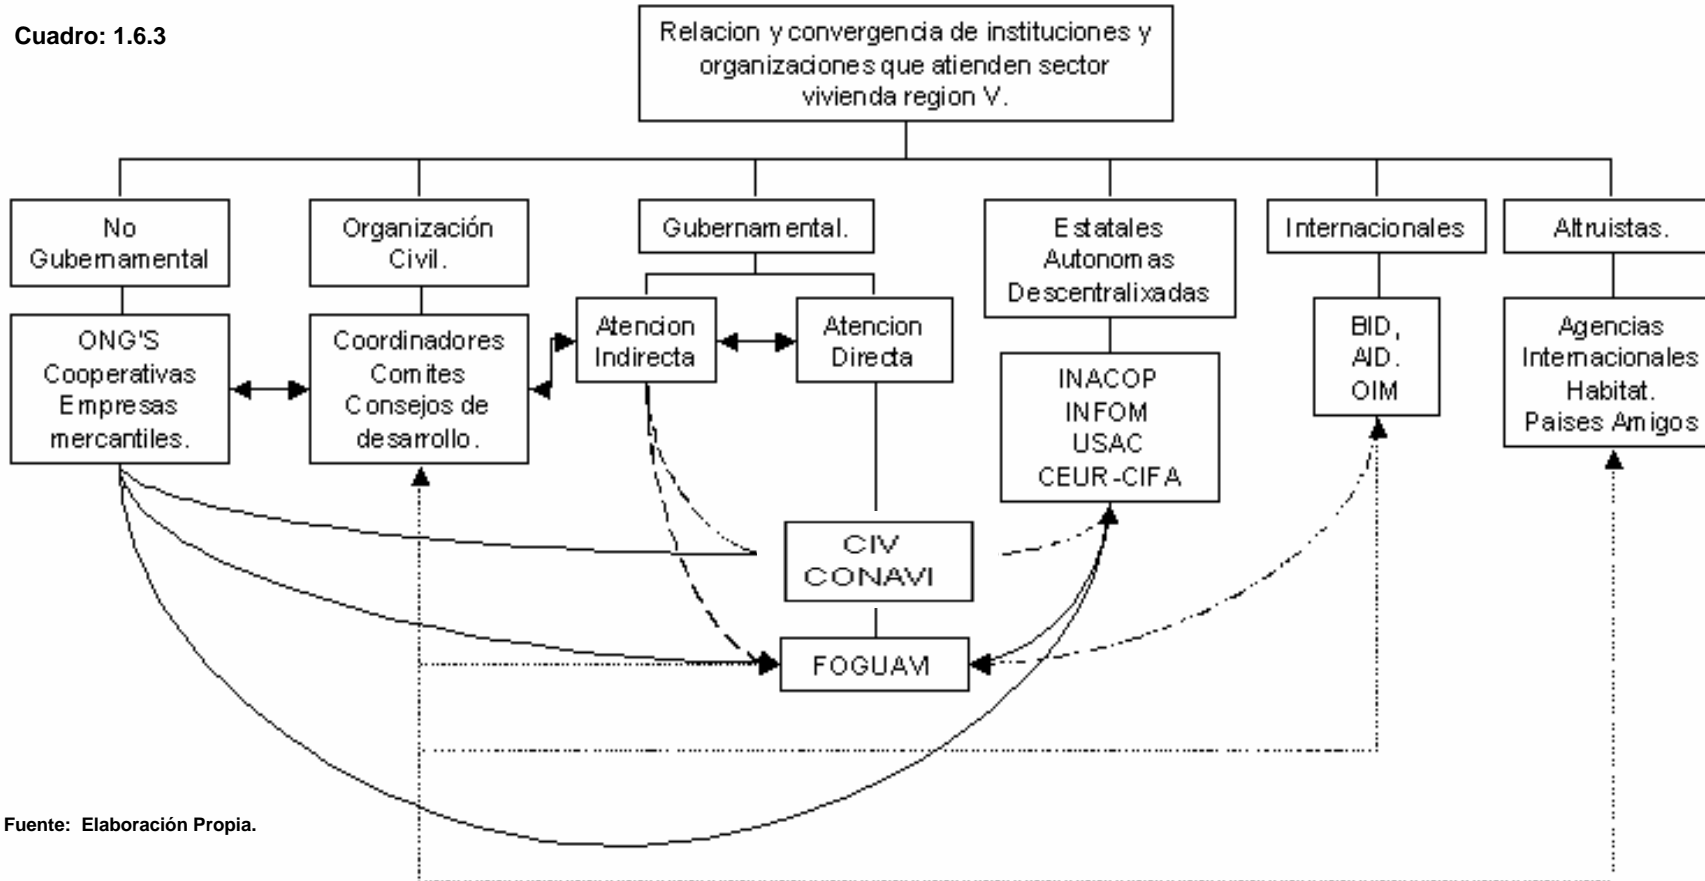 Cuadro: 1.6.3
Relacion y convergencia de instituciones y
organizaciones que atienden sector
vivienda region V.
No
Gubernamental
Organización
Civil.
Gubernamental.
Estatales
Autonomas
Descentralixadas
Internacionales
Altruistas.
ONG'S
Cooperativas
Empresas
mercantiles.
Coordinadores
Comites
Consejos de
desarrollo.
Atencion
Indirecta
Atencion
Directa
INACOP
INFOM
USAC
CEUR-CIFA
BID,
AID.
OIM
Agencias
Internacionales
Habitat.
Paises Amigos
CIV
CONAVI
FOGUAVI
Fuente: Elaboración Propia.